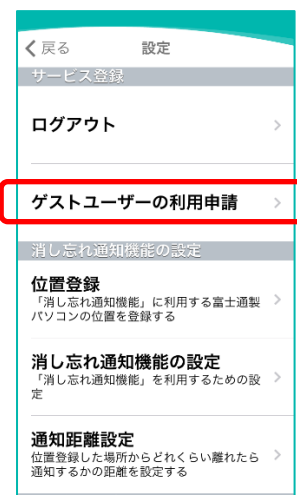 戻る 設定
サービス登録
ログアウト
ゲストユーザーの利用申請
消し忘れ通知機能の設定
位置登録
「消し忘れ通知機能」に利用する富士通製
パソコンの位置を登録する
消し忘れ通知機能の設定
「消し忘れ通知機能」を利用するための設
定
通知距離設定
位置登録した場所からどれくらい離れたら
通知するかの距離を設定する